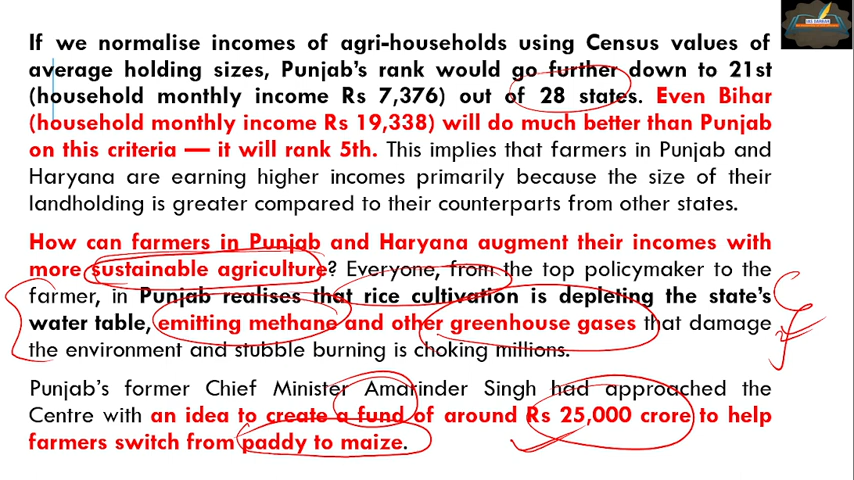 If we normalise incomes of agri-households using Census values of
average holding sizes, Punjab's rank would go further down to 21st
(household monthly income Rs 7,376) out of 28 states. Even Bihar
(household monthly income Rs 19,338) will do much better than Punjab
on this criteria — it will rank 5th. This implies that farmers in Punjab and
Haryana are earning higher incomes primarily because the size of their
landholding is greater compared to their counterparts from other states.
How can farmers in Punjab and Haryana augment their incomes with
more sustainable agriculture? Everyone, from the top policymaker to the
farmer, in Punjab realises that rice cultivation is depleting the state's
water table, emitting methane and other greenhouse gases that damage
the environment and stubble burning is choking millions.
Punjab's former Chief Minister Amarinder Singh had approached the
Centre with an idea to create a fund of around Rs 25,000 crore to help
farmers switch from paddy to maize.